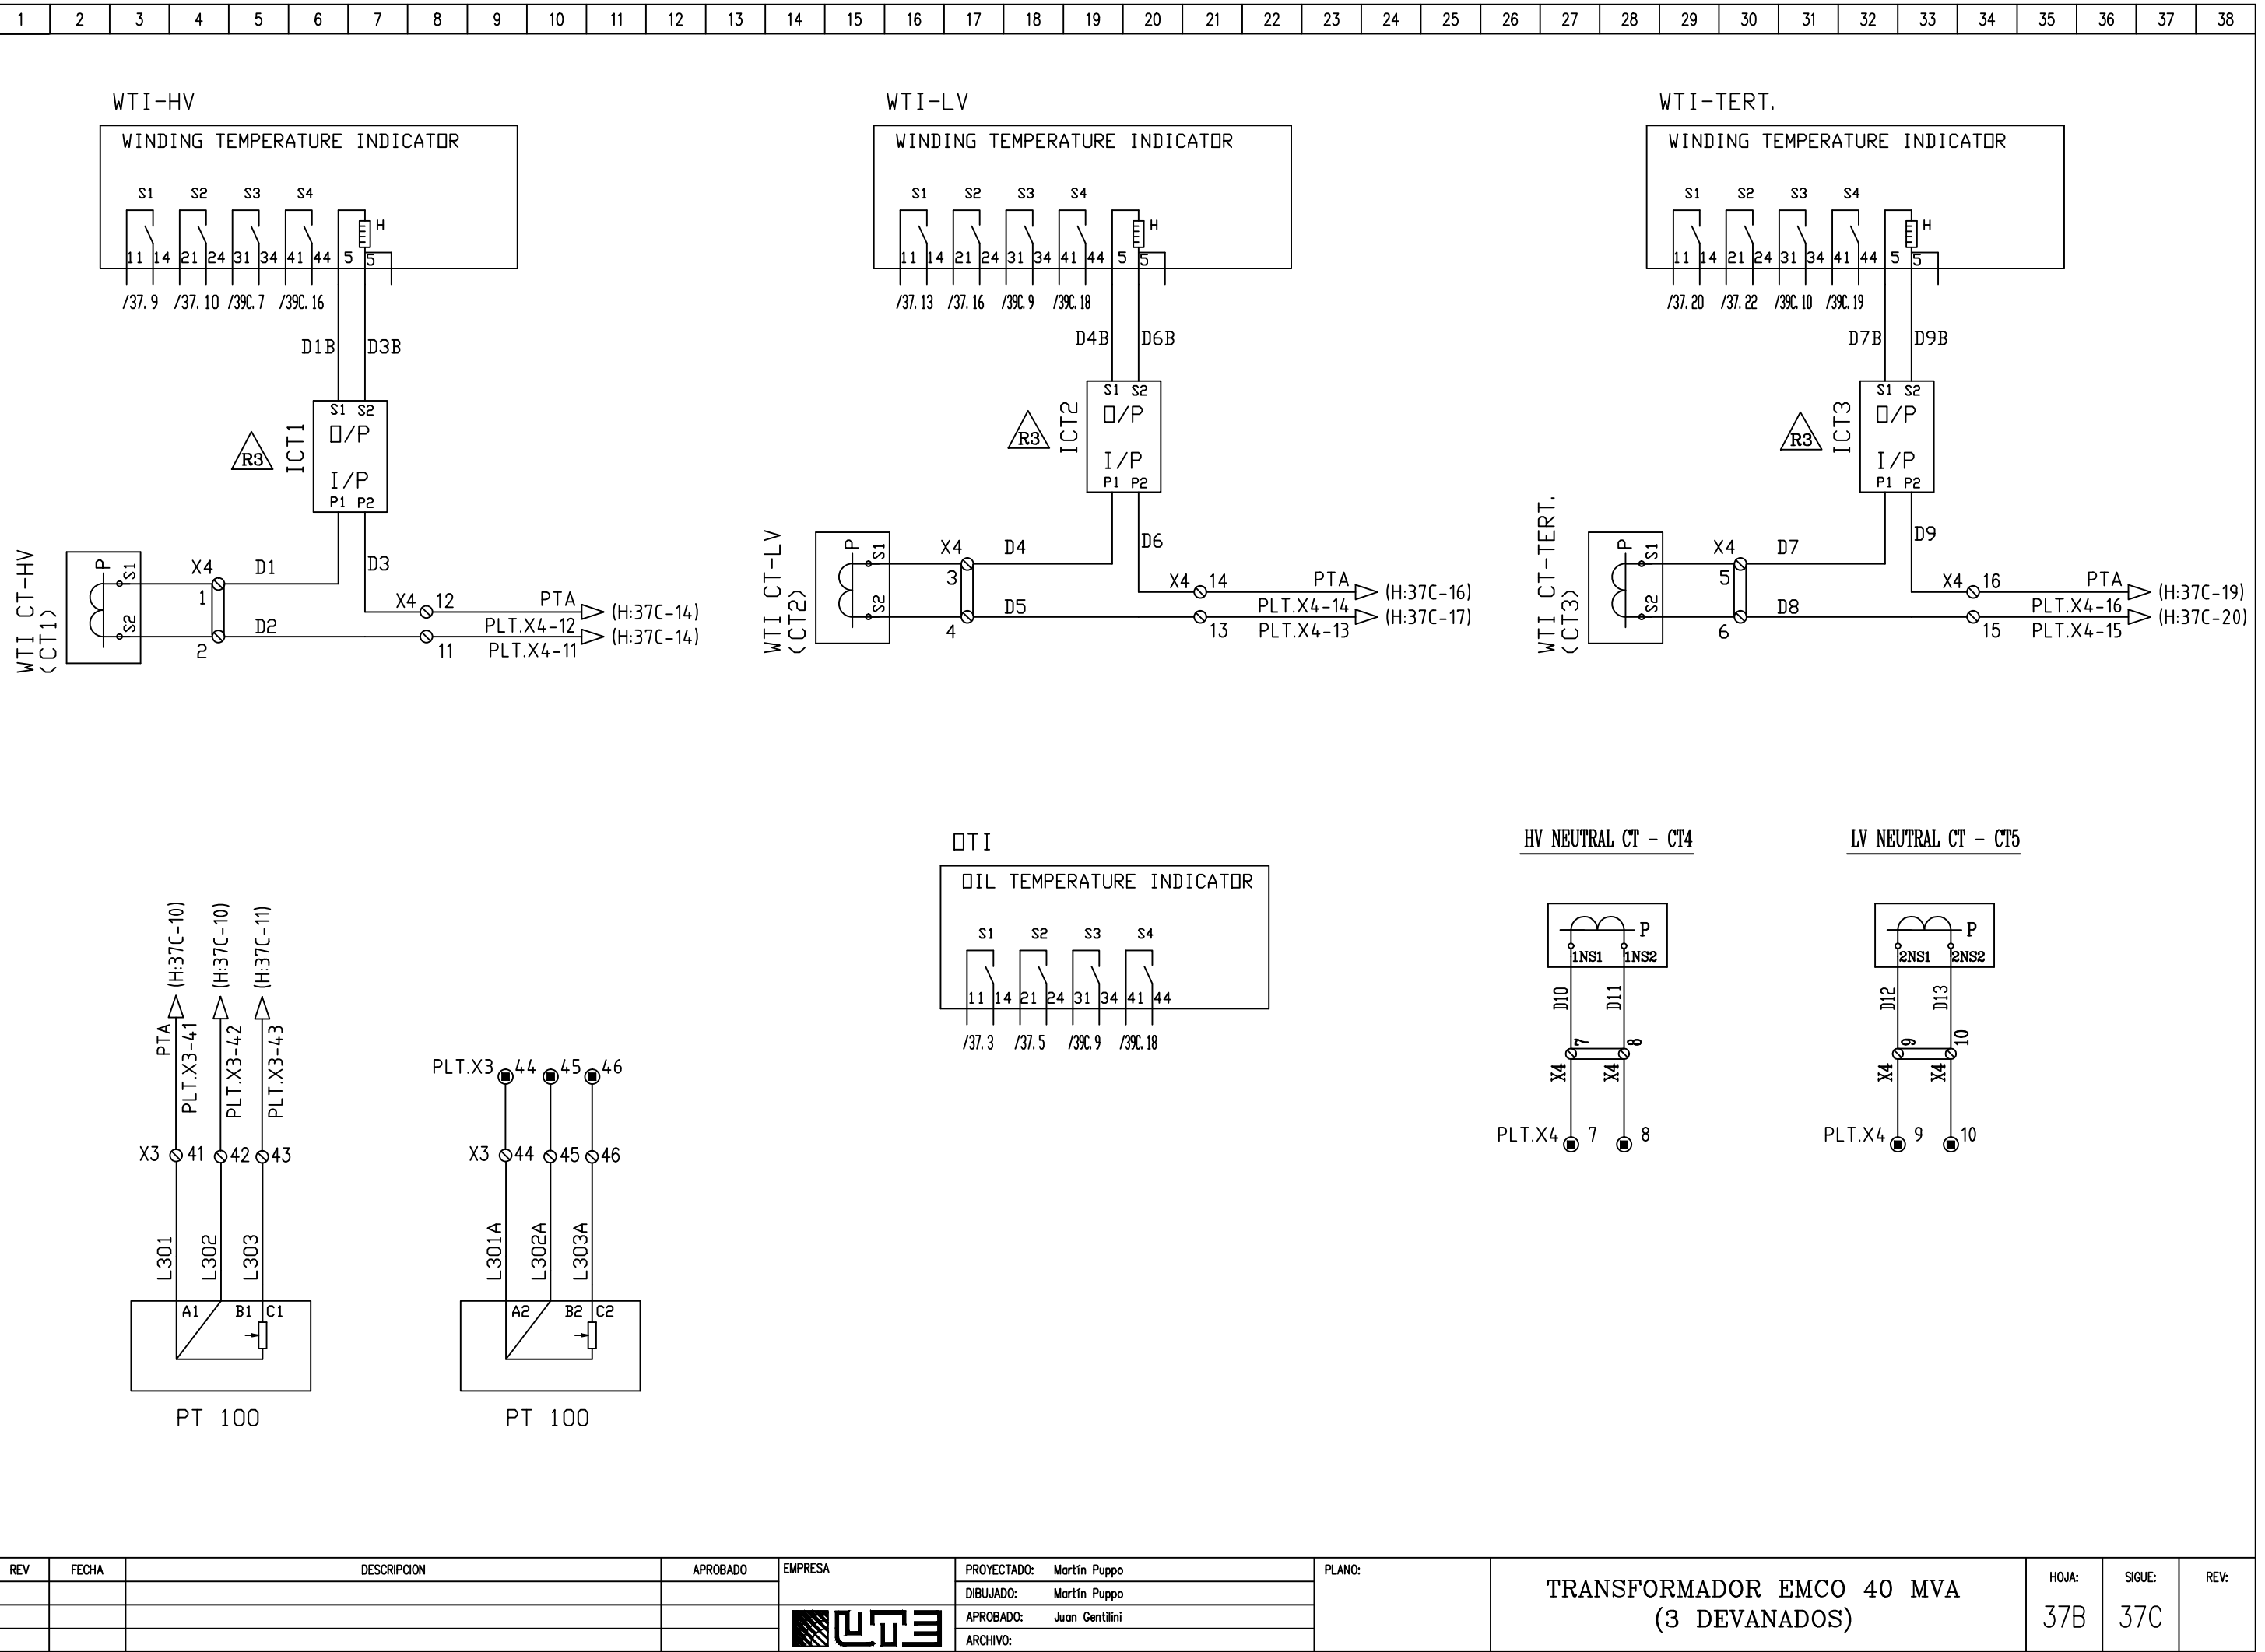 1 2 3 4 5 6 7 8 9 10 11 12 13 14 15 16 17 18 19 20 21 22 23 24 25 26 27 28 29 30 31 32 33 34 35 36 37 38
WTI-HV
WINDING TEMPERATURE INDICATOR
S1 S2 S3 S4
H
11 14 21 24 31 34 41 44 5 5
/37.9 /37.10 /39C.7 /39C.16
D1B D3B
S1 S2
O/P
I/P
P1 P2
ICT1
R3
WTI CT-HV
(CT1)
P
S1
S2
X4 D1
1
D3
D2
2
X4 12
11
PTA
PLT.X4-12
PLT.X4-11
(H:37C-14)
(H:37C-14)
WTI-LV
WINDING TEMPERATURE INDICATOR
S1 S2 S3 S4
H
11 14 21 24 31 34 41 44 5 5
/37.13 /37.16 /39C.9 /39C.18
D4B D6B
S1 S2
O/P
I/P
P1 P2
ICT2
R3
WTI CT-LV
(CT2)
P
S1
S2
X4 D4
3
D6
D5
4
X4 14
13
PTA
PLT.X4-14
PLT.X4-13
(H:37C-16)
(H:37C-17)
WTI-TERT.
WINDING TEMPERATURE INDICATOR
S1 S2 S3 S4
H
11 14 21 24 31 34 41 44 5 5
/37.20 /37.22 /39C.10 /39C.19
D7B D9B
S1 S2
O/P
I/P
P1 P2
ICT3
R3
WTI CT-TERT.
(CT3)
P
S1
S2
X4 D7
5
D9
D8
6
X4 16
15
PTA
PLT.X4-16
PLT.X4-15
(H:37C-19)
(H:37C-20)
(H:37C-10)
(H:37C-10)
(H:37C-11)
PTA
PLT.X3-41
PLT.X3-42
PLT.X3-43
X3 41 42 43
L301
L302
L303
A1 B1 C1
PT 100
PLT.X3 44 45 46
X3 44 45 46
L301A
L302A
L303A
A2 B2 C2
PT 100
OTI
OIL TEMPERATURE INDICATOR
S1 S2 S3 S4
11 14 21 24 31 34 41 44
/37.3 /37.5 /39C.9 /39C.18
HV NEUTRAL CT - CT4
P
1NS1 1NS2
D10
D11
7
8
X4
X4
PLT.X4 7 8
LV NEUTRAL CT - CT5
P
2NS1 2NS2
D12
D13
9
10
X4
X4
PLT.X4 9 10
REV FECHA DESCRIPCION APROBADO
EMPRESA
UTE
PROYECTADO: Martín Puppo
DIBUJADO: Martín Puppo
APROBADO: Juan Gentilini
ARCHIVO:
PLANO:
TRANSFORMADOR EMCO 40 MVA
(3 DEVANADOS)
HOJA:
37B
SIGUE:
37C
REV: